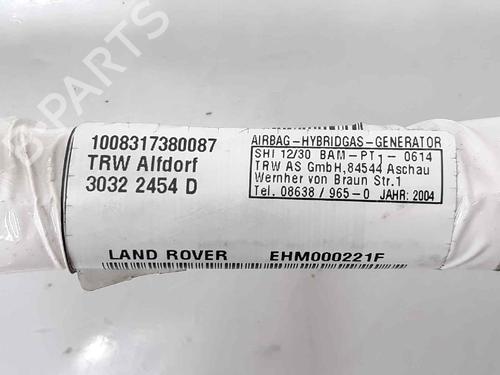 1008317380087
TRW Alfdorf
3032 2454 D
AIRBAG-HYBRIDGAS-GENERATOR
SHI 12/30 BAM-PT1- 0614
TRW AS GmbH,84544 Aschau
Wernher von Braun Str.1
Tel. 08638/965-0 JAHR: 2004
LAND ROVER EHM000221F